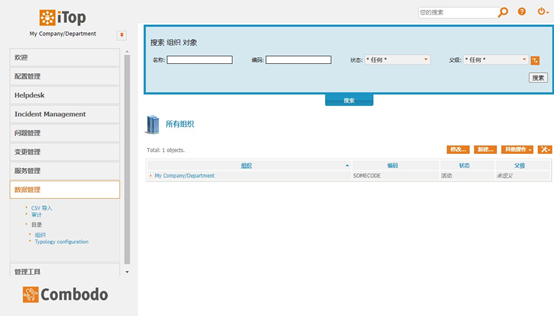 iTop
My Company/Department
您的搜索
欢迎
配置管理
Helpdesk
Incident Management
问题管理
变更管理
服务管理
数据管理
CSV 导入
审计
目录
组织
Typology configuration
管理工具
Combodo
搜索 组织 对象
名称:
编码:
状态: * 任何 *
父级: * 任何 *
搜索
搜索
所有组织
Total: 1 objects.
修改...
新建...
其他操作
组织 编码 状态 父级
My Company/Department SOMECODE 活动 未定义